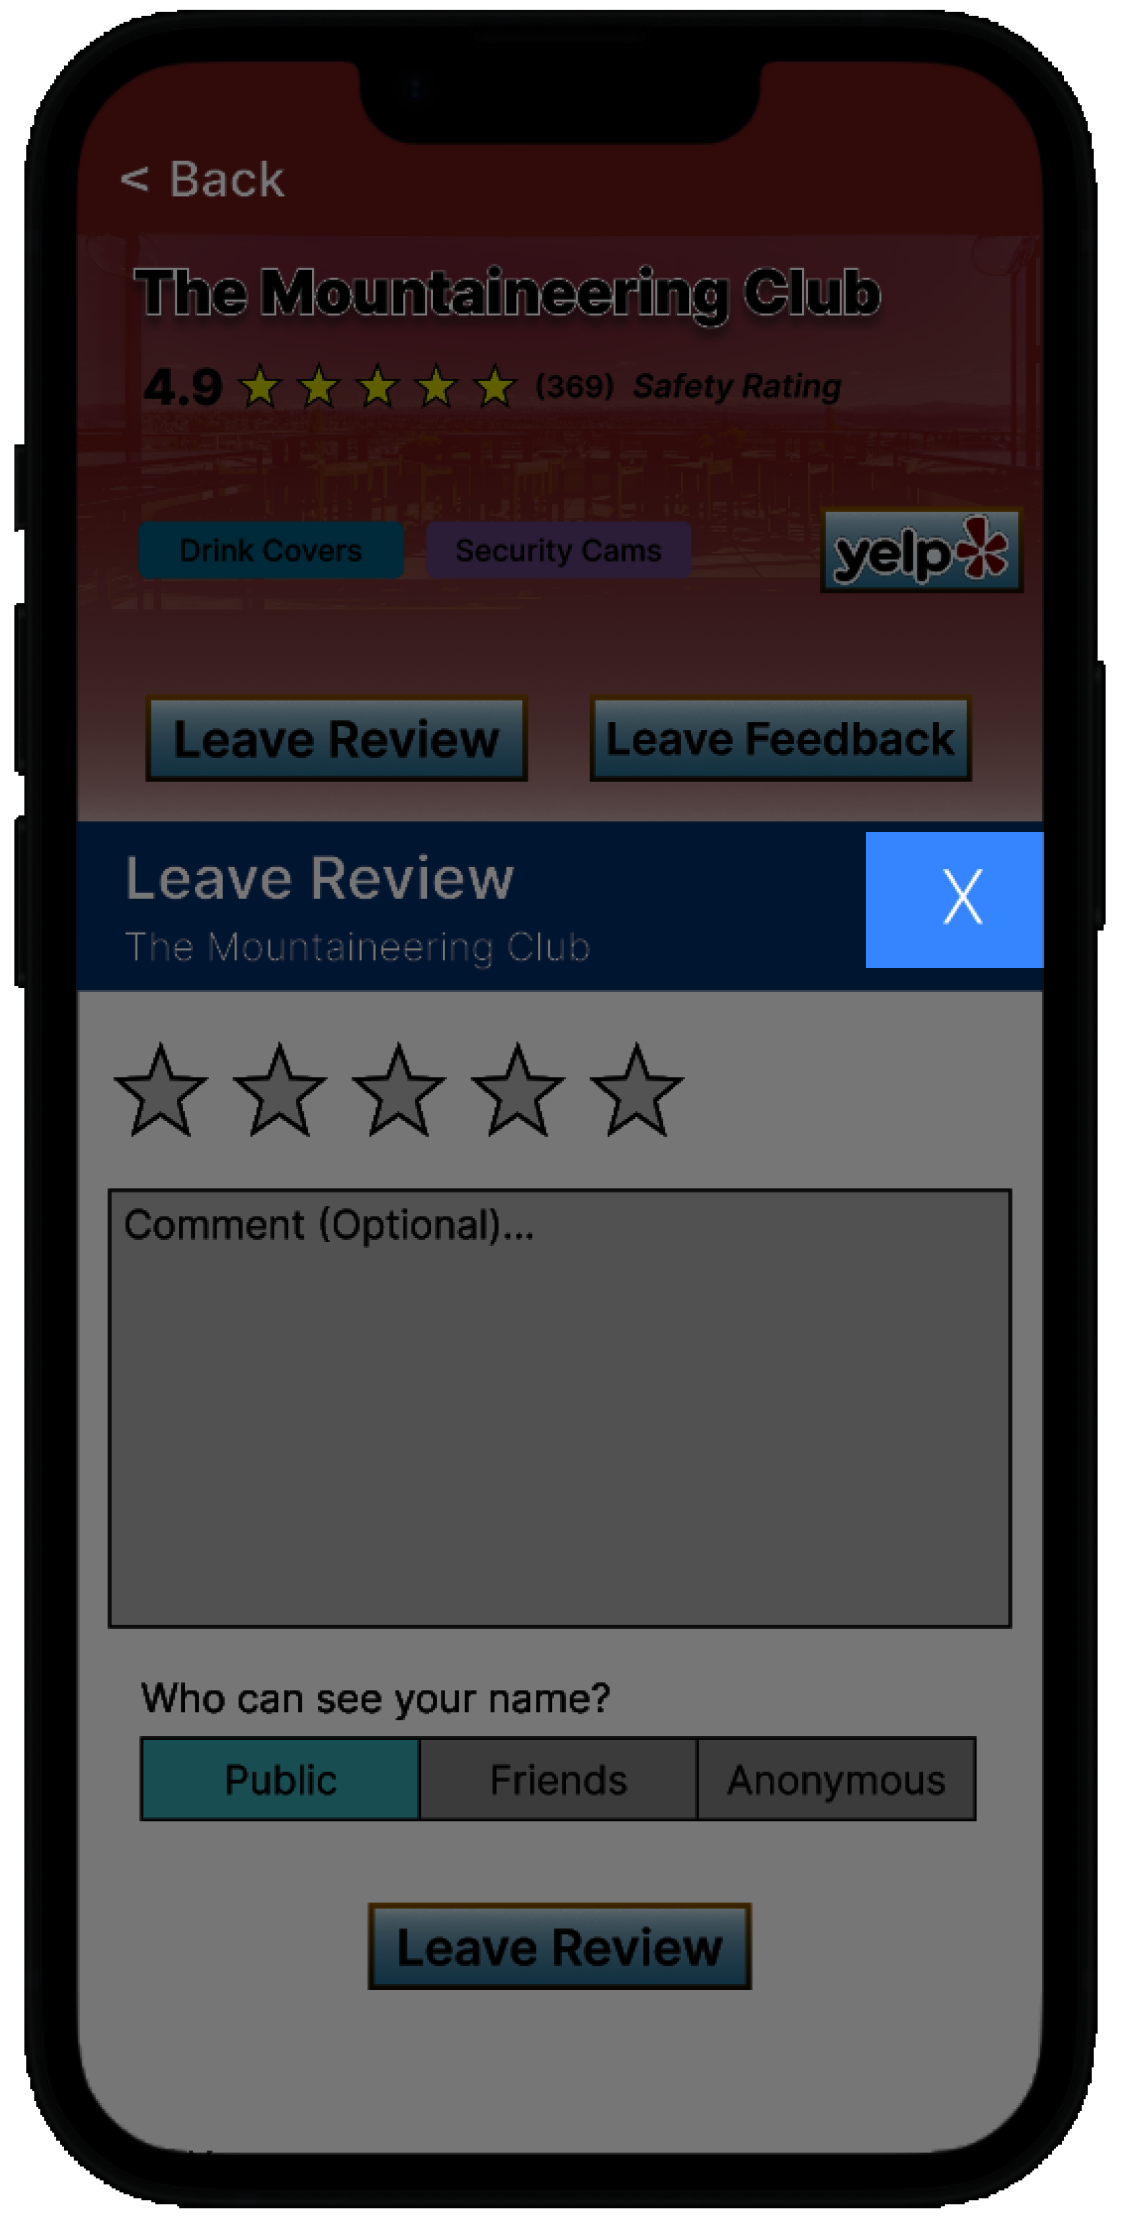 < Back
The Mountaineering Club
4.9 (369) Safety Rating
Drink Covers Security Cams yelp
Leave Review Leave Feedback
Leave Review X
The Mountaineering Club
Comment (Optional)...
Who can see your name?
Public Friends Anonymous
Leave Review